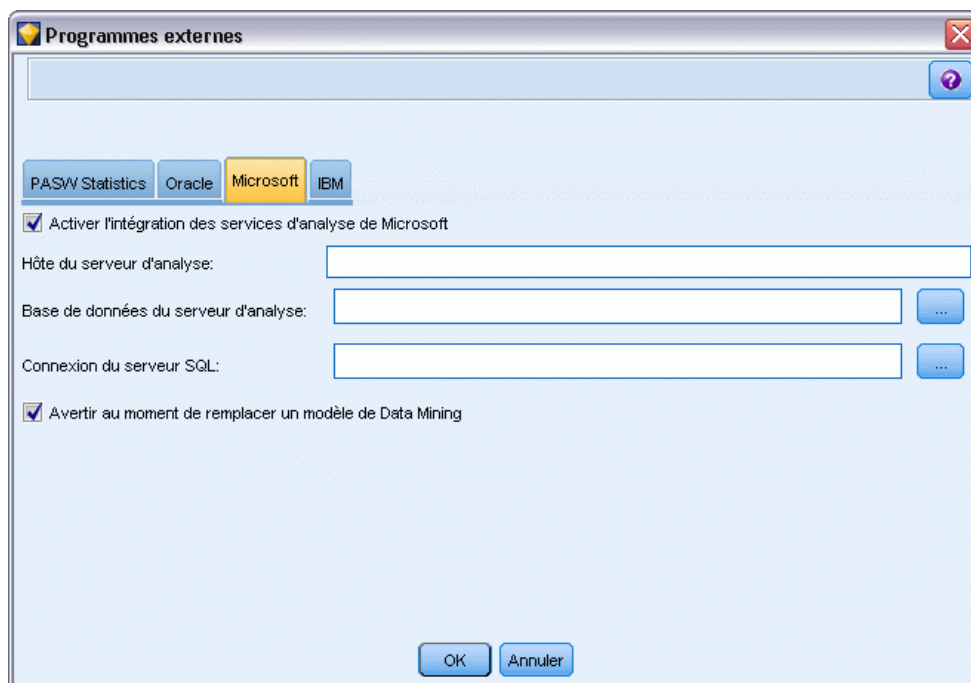 Programmes externes
?
PASW Statistics Oracle Microsoft IBM
Activer l'intégration des services d'analyse de Microsoft
Hôte du serveur d'analyse:
Base de données du serveur d'analyse: ...
Connexion du serveur SQL: ...
Avertir au moment de remplacer un modèle de Data Mining
OK Annuler